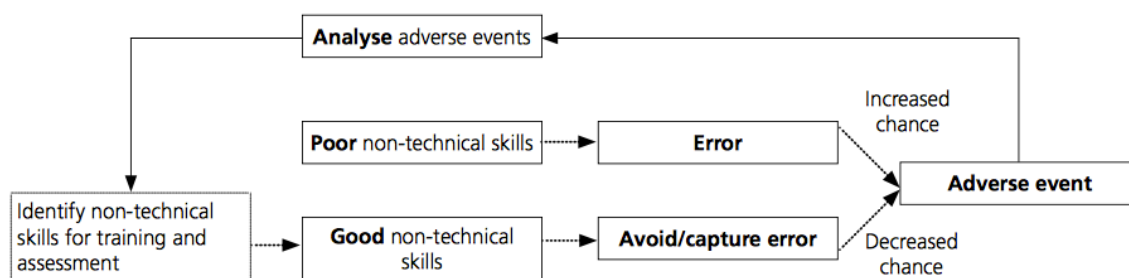 Analyse adverse events
Increased
chance
Poor non-technical skills
Error
Adverse event
Identify non-technical
skills for training and
assessment
Good non-technical
skills
Avoid/capture error
Decreased
chance